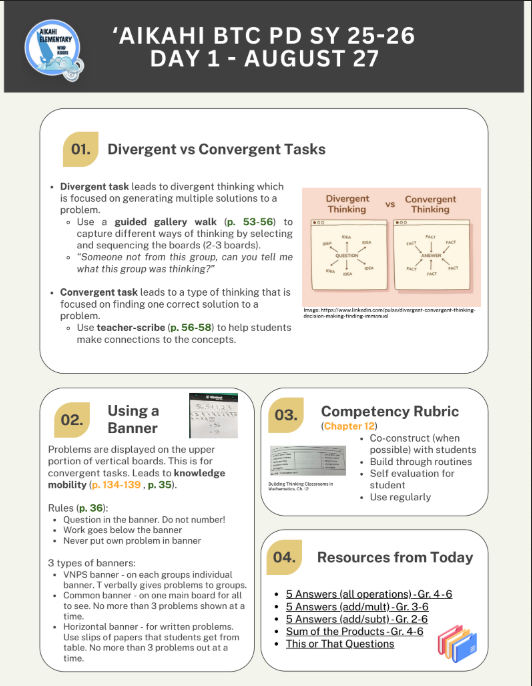 AIKAHI
ELEMENTARY
‘AIKAHI BTC PD SY 25-26
DAY 1 - AUGUST 27
01.
Divergent vs Convergent Tasks
• Divergent task leads to divergent thinking which
is focused on generating multiple solutions to a
problem.
◦ Use a guided gallery walk (p. 53-56) to
capture different ways of thinking by selecting
and sequencing the boards (2-3 boards).
◦ "Someone not from this group, can you tell me
what this group was thinking?"
• Convergent task leads to a type of thinking that is
focused on finding one correct solution to a
problem.
◦ Use teacher-scribe (p. 56-58) to help students
make connections to the concepts.
Divergent
Thinking
vs
Convergent
Thinking
IDEA
IDEA
IDEA
QUESTION
IDEA
IDEA
IDEA
FACT
FACT
FACT
FACT
ANSWER
FACT
FACT
Image: https://www.linkedin.com/pulse/divergent-convergent-thinking-
decision-making-finding-immanual
02.
Using a
Banner
Problems are displayed on the upper
portion of vertical boards. This is for
convergent tasks. Leads to knowledge
mobility (p. 134-139 , p. 35).
Rules (p. 36):
• Question in the banner. Do not number!
• Work goes below the banner
• Never put own problem in banner
3 types of banners:
• VNPS banner - on each groups individual
banner. T verbally gives problems to groups.
• Common banner - on one main board for all
to see. No more than 3 problems shown at a
time.
• Horizontal banner - for written problems.
Use slips of papers that students get from
table. No more than 3 problems out at a
time.
03.
Competency Rubric
(Chapter 12)
• Co-construct (when
possible) with students
• Build through routines
• Self evaluation for
student
• Use regularly
Building Thinking Classrooms in
Mathematics, Ch. 12
04.
Resources from Today
• 5 Answers (all operations) - Gr. 4-6
• 5 Answers (add/mult) - Gr. 3-6
• 5 Answers (add/subt) - Gr. 2-6
• Sum of the Products - Gr. 4-6
• This or That Questions